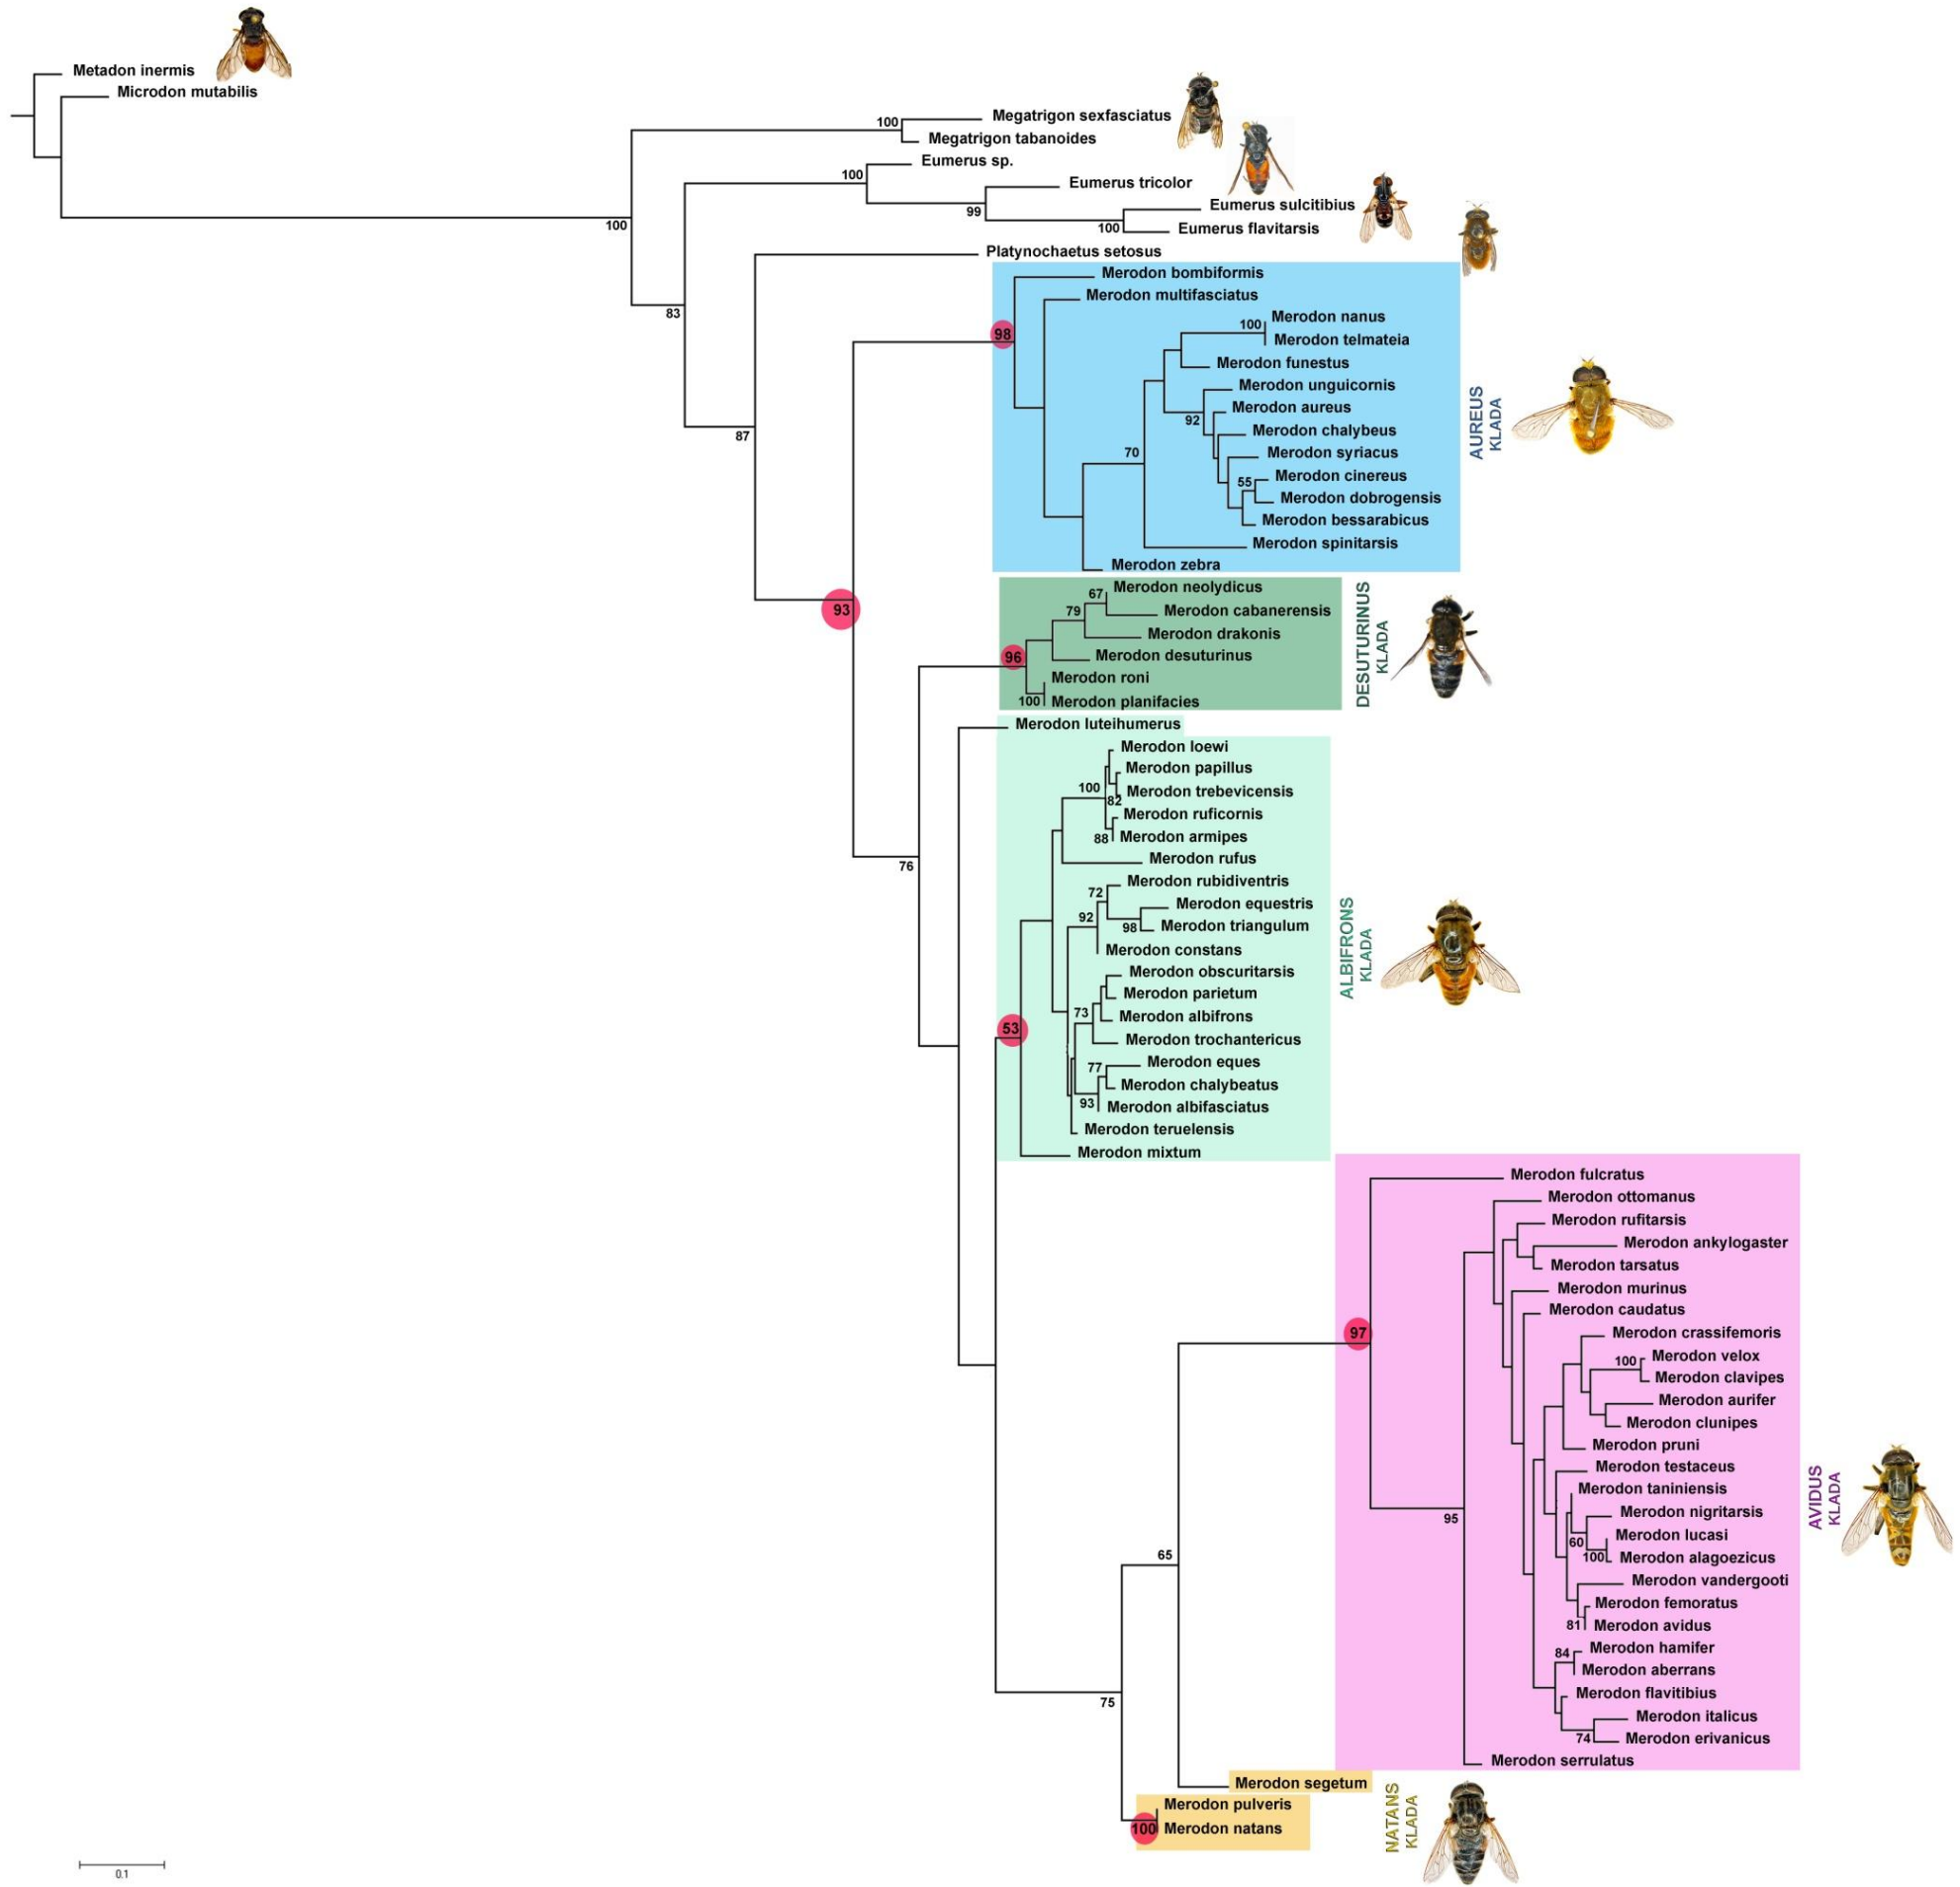 Metadon inermis
Microdon mutabilis
Megatrigon sexfasciatus
100
Megatrigon tabanoides
Eumerus sp.
100
Eumerus tricolor
Eumerus sulcitibius
99
100
Eumerus flavitarsis
100
Platynochaetus setosus
Merodon bombiformis
Merodon multifasciatus
83
Merodon nanus
100
98
Merodon telmateia
Merodon funestus
Merodon unguicornis
Merodon aureus
92
Merodon chalybeus
87
70
Merodon syriacus
Merodon cinereus
55
Merodon dobrogensis
Merodon bessarabicus
Merodon spinitarsis
Merodon zebra
AUREUS
KLADA
Merodon neolydicus
67
93
79
Merodon cabanerensis
Merodon drakonis
96
Merodon desuturinus
Merodon roni
100
Merodon planifacies
DESUTURINUS
KLADA
Merodon luteihumerus
Merodon loewi
Merodon papillus
100
Merodon trebevicensis
82
Merodon ruficornis
88
Merodon armipes
Merodon rufus
76
Merodon rubidiventris
72
Merodon equestris
92
98
Merodon triangulum
Merodon constans
Merodon obscuritarsis
Merodon parietum
73
Merodon albifrons
53
Merodon trochantericus
Merodon eques
77
Merodon chalybeatus
93
Merodon albifasciatus
Merodon teruelensis
Merodon mixtum
ALBIFRONS
KLADA
Merodon fulcratus
Merodon ottomanus
Merodon rufitarsis
Merodon ankylogaster
Merodon tarsatus
Merodon murinus
Merodon caudatus
97
Merodon crassifemoris
Merodon velox
100
Merodon clavipes
Merodon aurifer
Merodon clunipes
Merodon pruni
Merodon testaceus
Merodon taniniensis
95
Merodon nigritarsis
Merodon lucasi
60
100
Merodon alagoezicus
65
Merodon vandergooti
Merodon femoratus
81
Merodon avidus
Merodon hamifer
84
Merodon aberrans
Merodon flavitibius
75
Merodon italicus
74
Merodon erivanicus
Merodon serrulatus
AVIDUS
KLADA
Merodon segetum
Merodon pulveris
100
Merodon natans
NATANS
KLADA
0.1